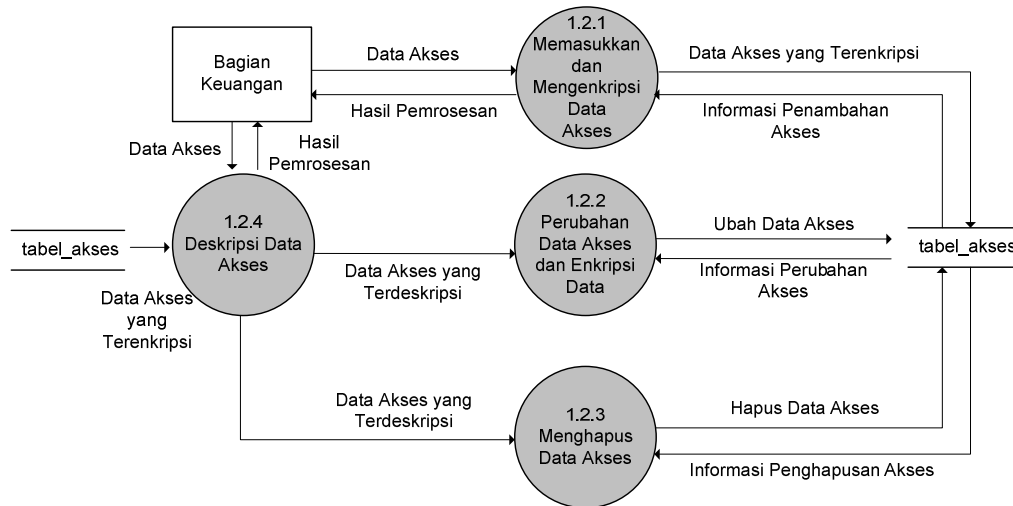 Bagian
Keuangan
Data Akses
Hasil Pemrosesan
1.2.1
Memasukkan
dan
Mengenkripsi
Data
Akses
Data Akses yang Terenkripsi
Informasi Penambahan
Akses
Data Akses
Hasil
Pemrosesan
tabel_akses
Data Akses
yang
Terenkripsi
1.2.4
Deskripsi Data
Akses
Data Akses yang
Terdeskripsi
1.2.2
Perubahan
Data Akses
dan Enkripsi
Data
Ubah Data Akses
Informasi Perubahan
Akses
tabel_akses
Data Akses yang
Terdeskripsi
1.2.3
Menghapus
Data Akses
Hapus Data Akses
Informasi Penghapusan Akses